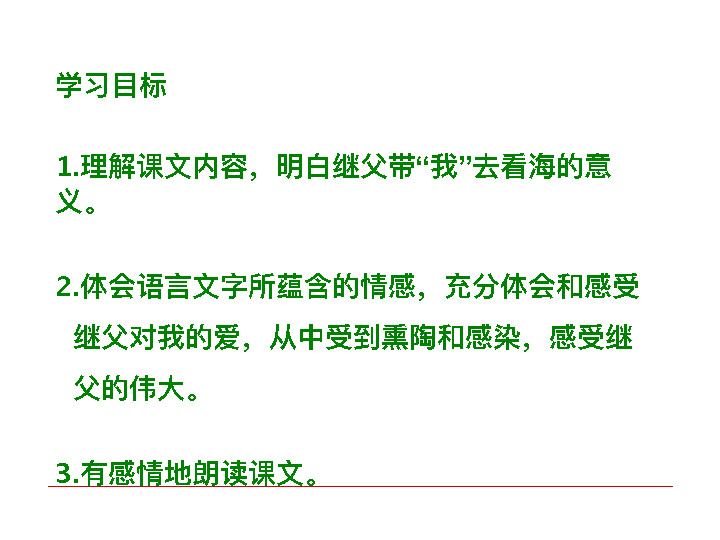 学习目标
1.理解课文内容，明白继父带“我”去看海的意
义。
2.体会语言文字所蕴含的情感，充分体会和感受
继父对我的爱，从中受到熏陶和感染，感受继
父的伟大。
3.有感情地朗读课文。